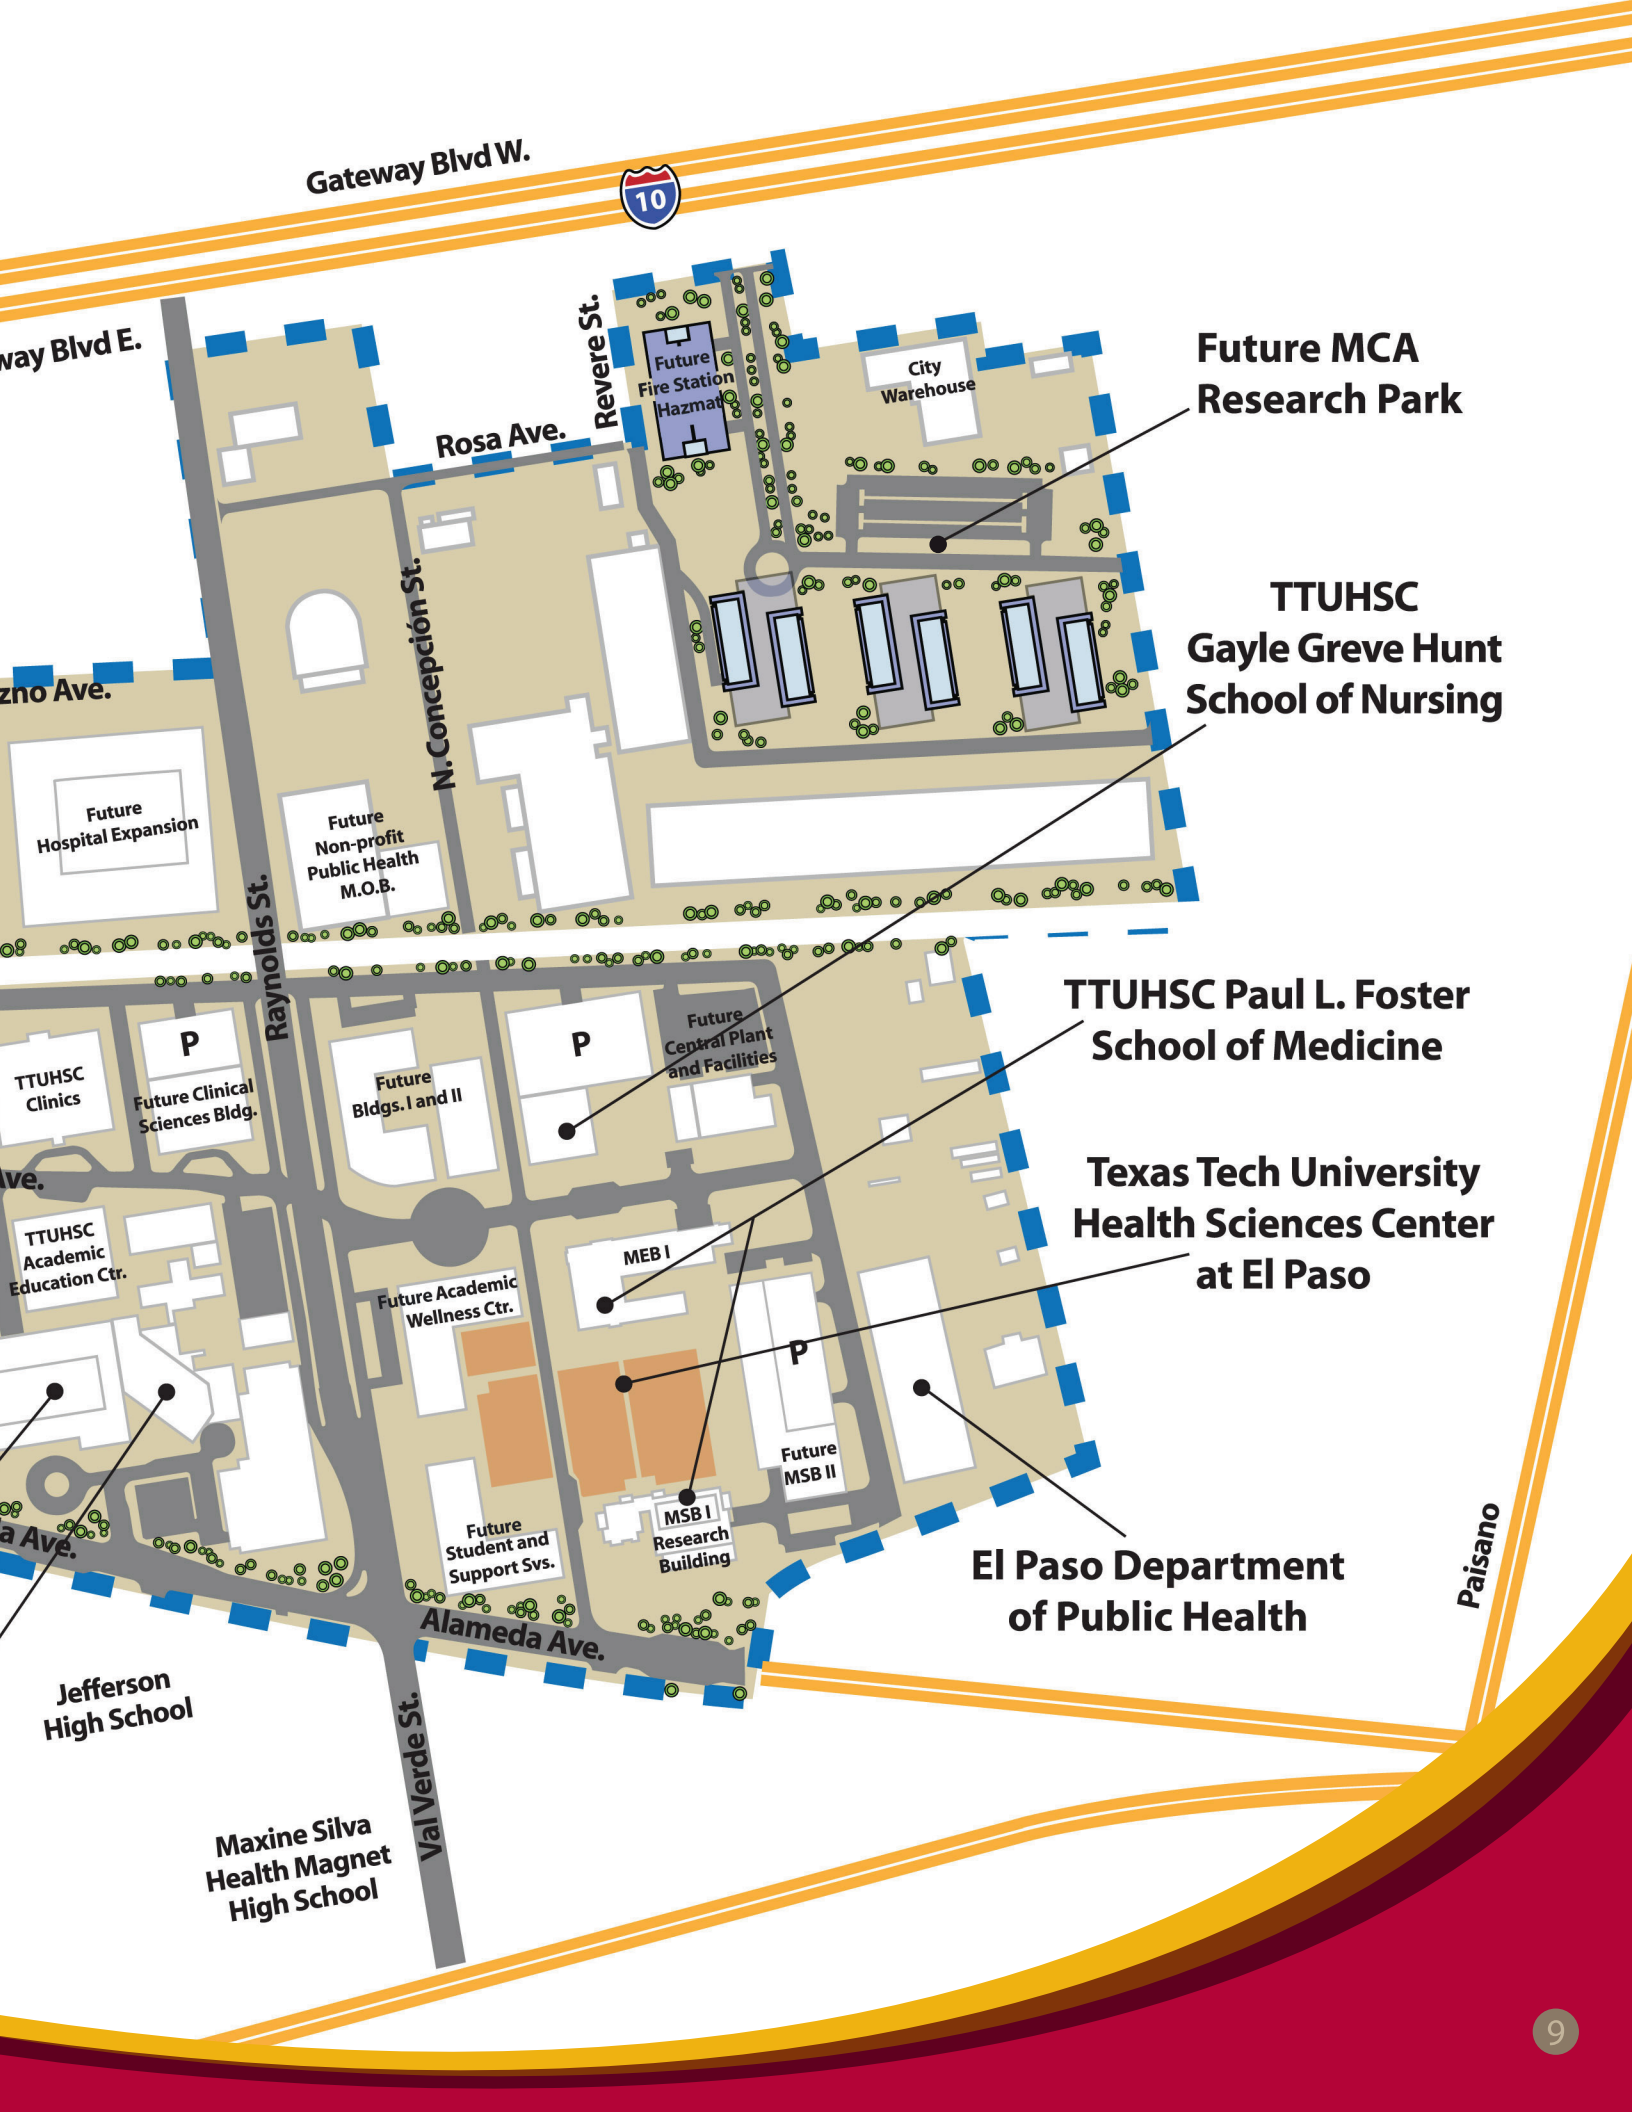 Gateway Blvd W.
10
way Blvd E.
Revere St.
Rosa Ave.
Future
Fire Station
Hazmat
City
Warehouse
Future MCA
Research Park
N. Concepción St.
TTUHSC
Gayle Greve Hunt
School of Nursing
zno Ave.
Future
Hospital Expansion
Future
Non-profit
Public Health
M.O.B.
Raynolds St.
TTUHSC Paul L. Foster
School of Medicine
P
P
Future
Central Plant
and Facilities
TTUHSC
Clinics
Future Clinical
Sciences Bldg.
Future
Bldgs. I and II
Ave.
Texas Tech University
Health Sciences Center
at El Paso
TTUHSC
Academic
Education Ctr.
MEB I
Future Academic
Wellness Ctr.
P
Future
MSB II
MSB I
Research
Building
Future
Student and
Support Svs.
El Paso Department
of Public Health
Paisano
a Ave.
Alameda Ave.
Jefferson
High School
Val Verde St.
Maxine Silva
Health Magnet
High School
9